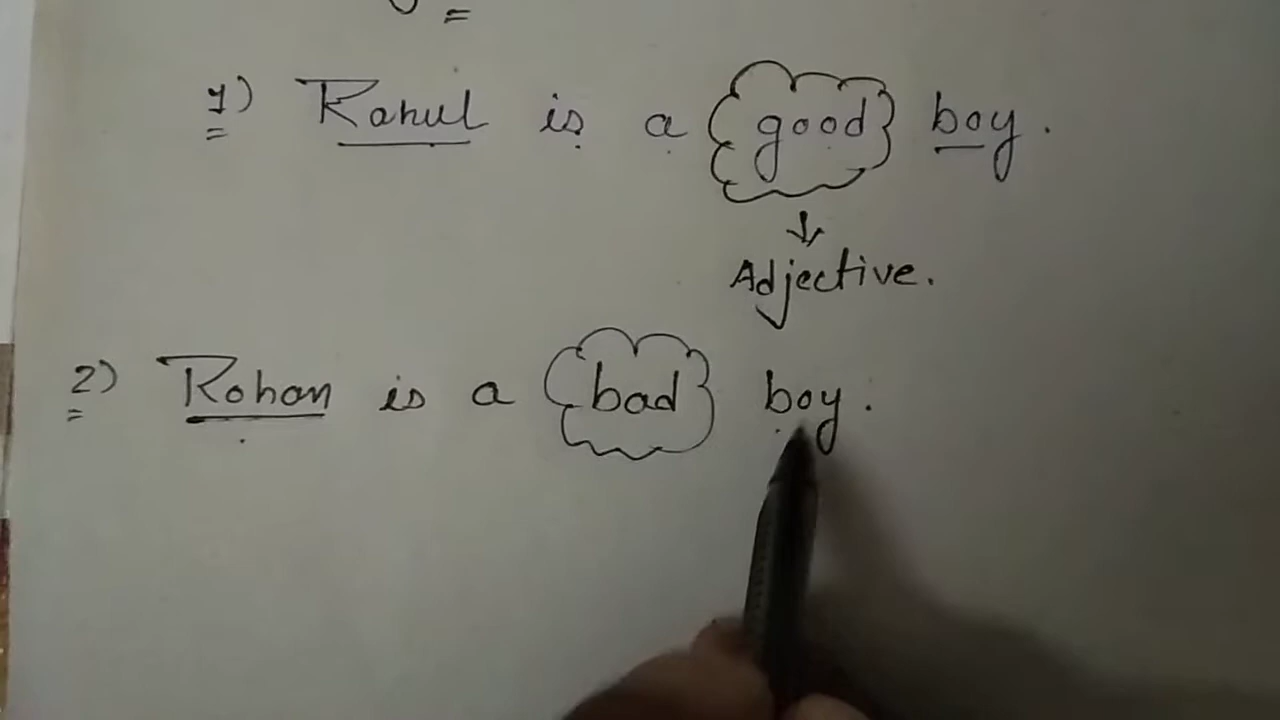 1) Rahul is a good boy.
Adjective.
2) Rohan is a bad boy.